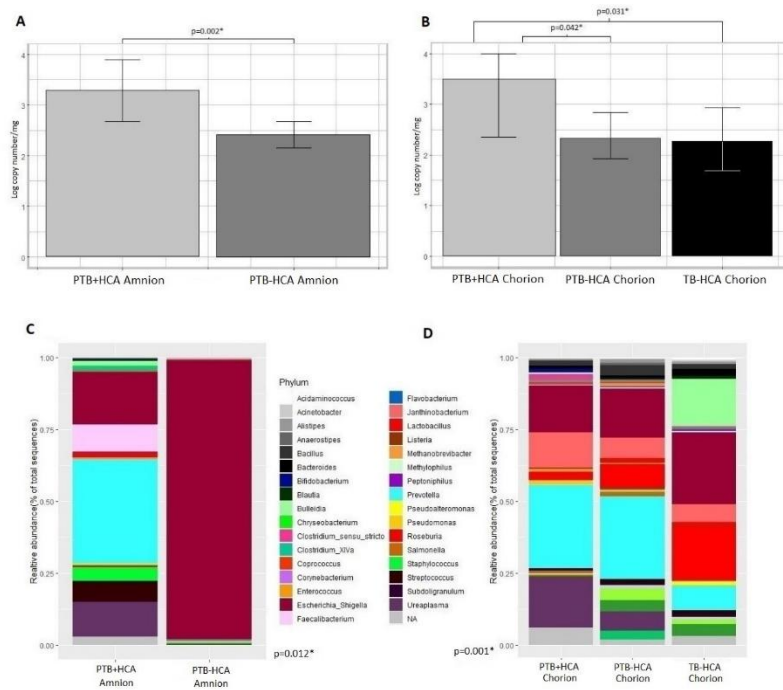 A
p=0.002*
Log copy number/mg
4
3
2
1
0
PTB+HCA Amnion
PTB-HCA Amnion
B
p=0.031*
p=0.042*
Log copy number/mg
4
3
2
1
0
PTB+HCA Chorion
PTB-HCA Chorion
TB-HCA Chorion
C
Realtive abundance(% of total sequences)
1.00
0.75
0.50
0.25
0.00
PTB+HCA
Amnion
PTB-HCA
Amnion
p=0.012*
Phylum
Acidaminococcus
Acinetobacter
Alistipes
Anaerostipes
Bacillus
Bacteroides
Bifidobacterium
Blautia
Bulleidia
Chryseobacterium
Clostridium_sensu_stricto
Clostridium_XIVa
Coprococcus
Corynebacterium
Enterococcus
Escherichia_Shigella
Faecalibacterium
Flavobacterium
Janthinobacterium
Lactobacillus
Listeria
Methanobrevibacter
Methylophilus
Peptoniphilus
Prevotella
Pseudoalteromonas
Pseudomonas
Roseburia
Salmonella
Staphylococcus
Streptococcus
Subdoligranulum
Ureaplasma
NA
D
Realtive abundance(% of total sequences)
1.00
0.75
0.50
0.25
0.00
PTB+HCA
Chorion
PTB-HCA
Chorion
TB-HCA
Chorion
p=0.001*